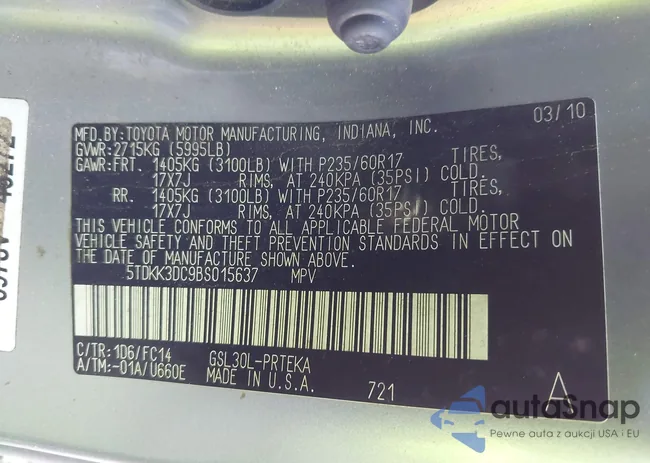 03/10
MFD.BY:TOYOTA MOTOR MANUFACTURING, INDIANA, INC.
GVWR:2715KG (5995LB)
GAWR:FRT. 1405KG (3100LB) WITH P235/60R17 TIRES,
17X7J RIMS, AT 240KPA (35PSI) COLD.
RR. 1405KG (3100LB) WITH P235/60R17 TIRES,
17X7J RIMS, AT 240KPA (35PSI) COLD.
THIS VEHICLE CONFORMS TO ALL APPLICABLE FEDERAL MOTOR
VEHICLE SAFETY AND THEFT PREVENTION STANDARDS IN EFFECT ON
THE DATE OF MANUFACTURE SHOWN ABOVE.
5TDKK3DC9BS015637 MPV
C/TR:1D6/FC14 GSL30L-PRTEKA
A/TM:-01A/U660E MADE IN U.S.A. 721
A
autoSnap
Pewne auta z aukcji USA i EU